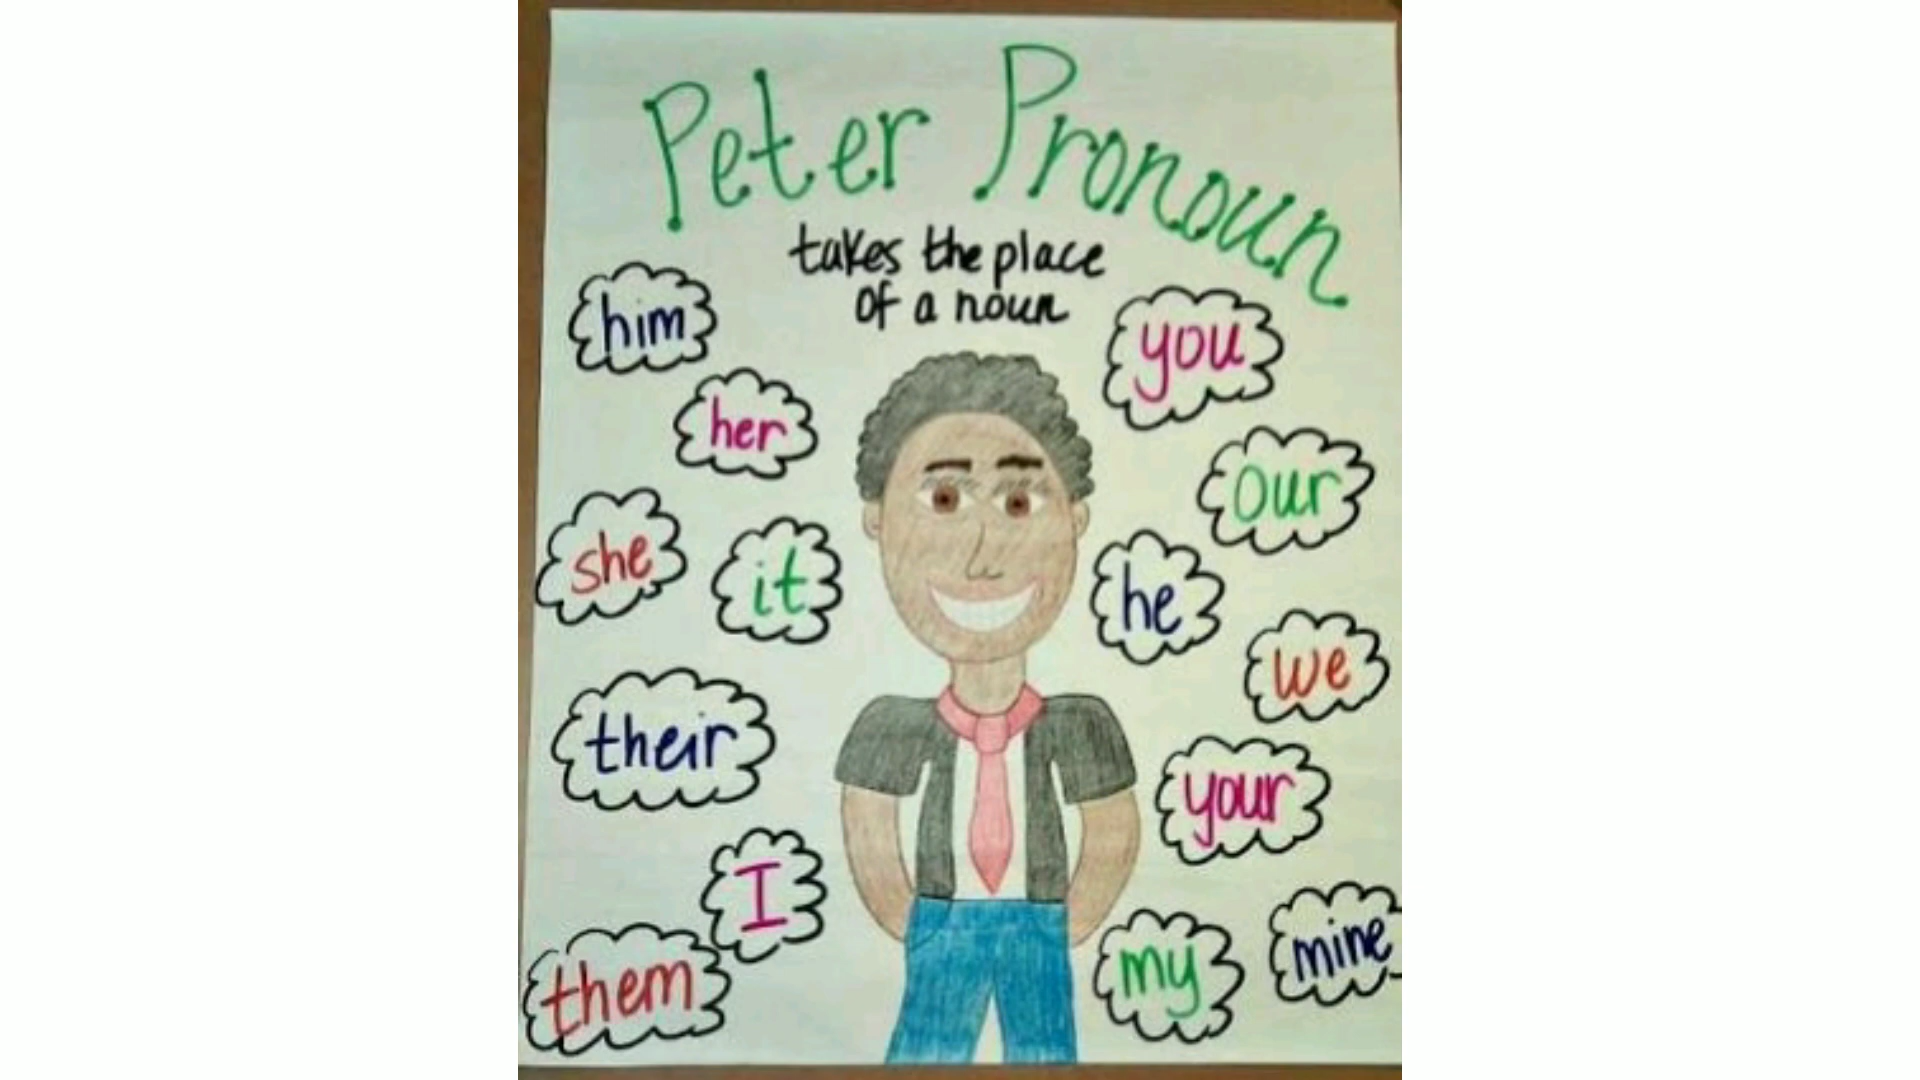 Peter Pronoun
takes the place
of a noun
him
you
her
our
she
it
he
we
their
your
I
my
mine
them